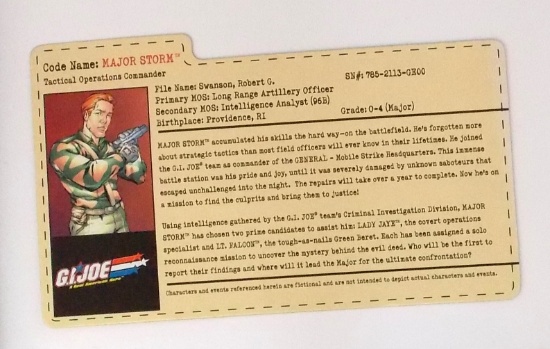 Code Name: MAJOR STORM™
Tactical Operations Commander
File Name: Swanson, Robert G.
SN#: 785-2113-GE00
Primary MOS: Long Range Artillery Officer
Secondary MOS: Intelligence Analyst (96B)
Birthplace: Providence, RI
Grade: O-4 (Major)
MAJOR STORM™ accumulated his skills the hard way-on the battlefield. He's forgotten more
about strategic tactics than most field officers will ever know in their lifetimes. He joined
the G.I. JOE® team as commander of the GENERAL - Mobile Strike Headquarters. This immense
battle station was his pride and joy, until it was severely damaged by unknown saboteurs that
escaped unchallenged into the night. The repairs will take over a year to complete. Now he's on
a mission to find the culprits and bring them to justice!
Using intelligence gathered by the G.I. JOE® team's Criminal Investigation Division, MAJOR
STORM™ has chosen two prime candidates to assist him: LADY JAYE™, the covert operations
specialist and LT. FALCON™, the tough-as-nails Green Beret. Each has been assigned a solo
reconnaissance mission to uncover the mystery behind the evil deed. Who will be the first to
report their findings and where will it lead the Major for the ultimate confrontation?
Characters and events referenced herein are fictional and are not intended to depict actual characters and events.
G.I.JOE
A Real American Hero